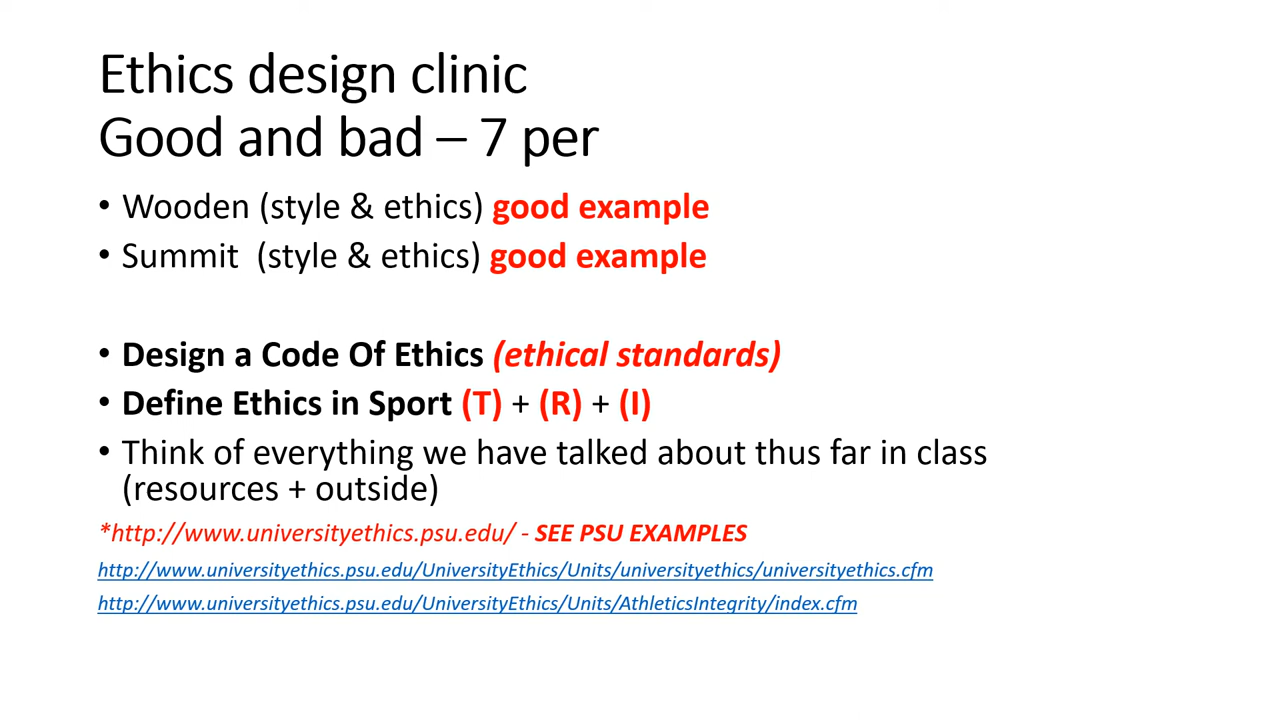 Ethics design clinic
Good and bad – 7 per
• Wooden (style & ethics) good example
• Summit  (style & ethics) good example
• Design a Code Of Ethics (ethical standards)
• Define Ethics in Sport (T) + (R) + (I)
• Think of everything we have talked about thus far in class
(resources + outside)
*http://www.universityethics.psu.edu/ - SEE PSU EXAMPLES
http://www.universityethics.psu.edu/UniversityEthics/Units/universityethics/universityethics.cfm
http://www.universityethics.psu.edu/UniversityEthics/Units/AthleticsIntegrity/index.cfm